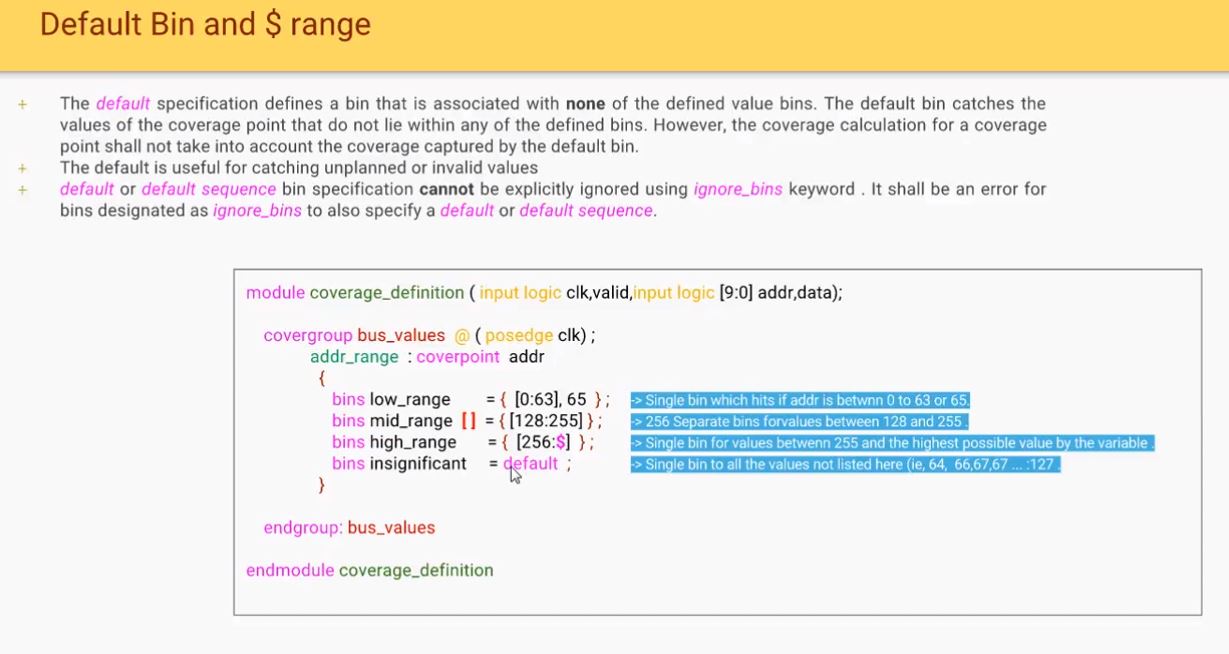 Default Bin and $ range
+ The default specification defines a bin that is associated with none of the defined value bins. The default bin catches the
values of the coverage point that do not lie within any of the defined bins. However, the coverage calculation for a coverage
point shall not take into account the coverage captured by the default bin.
+ The default is useful for catching unplanned or invalid values
+ default or default sequence bin specification cannot be explicitly ignored using ignore_bins keyword . It shall be an error for
bins designated as ignore_bins to also specify a default or default sequence.
module coverage_definition ( input logic clk,valid,input logic [9:0] addr,data);
covergroup bus_values @ ( posedge clk) ;
addr_range : coverpoint addr
{
bins low_range = { [0:63], 65 } ; -> Single bin which hits if addr is betwnn 0 to 63 or 65.
bins mid_range [ ] = { [128:255] } ; -> 256 Separate bins forvalues between 128 and 255 .
bins high_range = { [256:$] } ; -> Single bin for values betwenn 255 and the highest possible value by the variable .
bins insignificant = default ; -> Single bin to all the values not listed here (ie, 64, 66,67,67 ... :127 .
}
endgroup: bus_values
endmodule coverage_definition